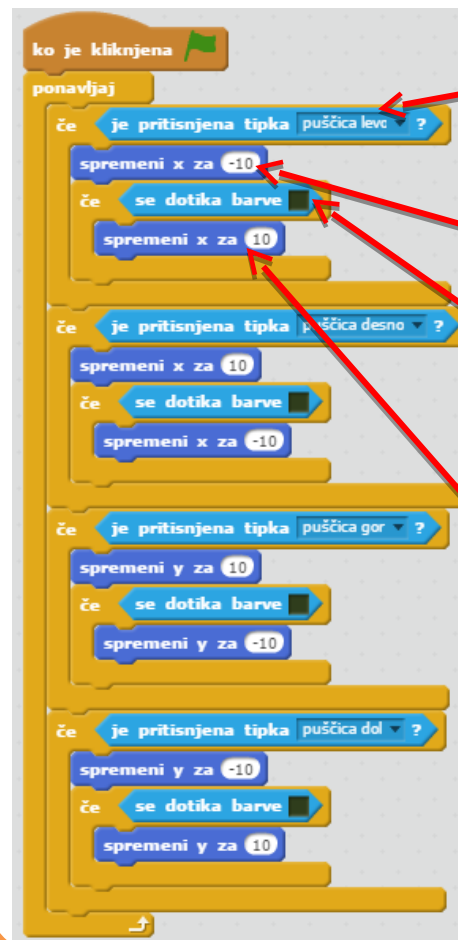 ko je kliknjena
ponavljaj
če je pritisnjena tipka puščica levo ?
spremeni x za -10
če se dotika barve
spremeni x za 10
če je pritisnjena tipka puščica desno ?
spremeni x za 10
če se dotika barve
spremeni x za -10
če je pritisnjena tipka puščica gor ?
spremeni y za 10
če se dotika barve
spremeni y za -10
če je pritisnjena tipka puščica dol ?
spremeni y za -10
če se dotika barve
spremeni y za 10